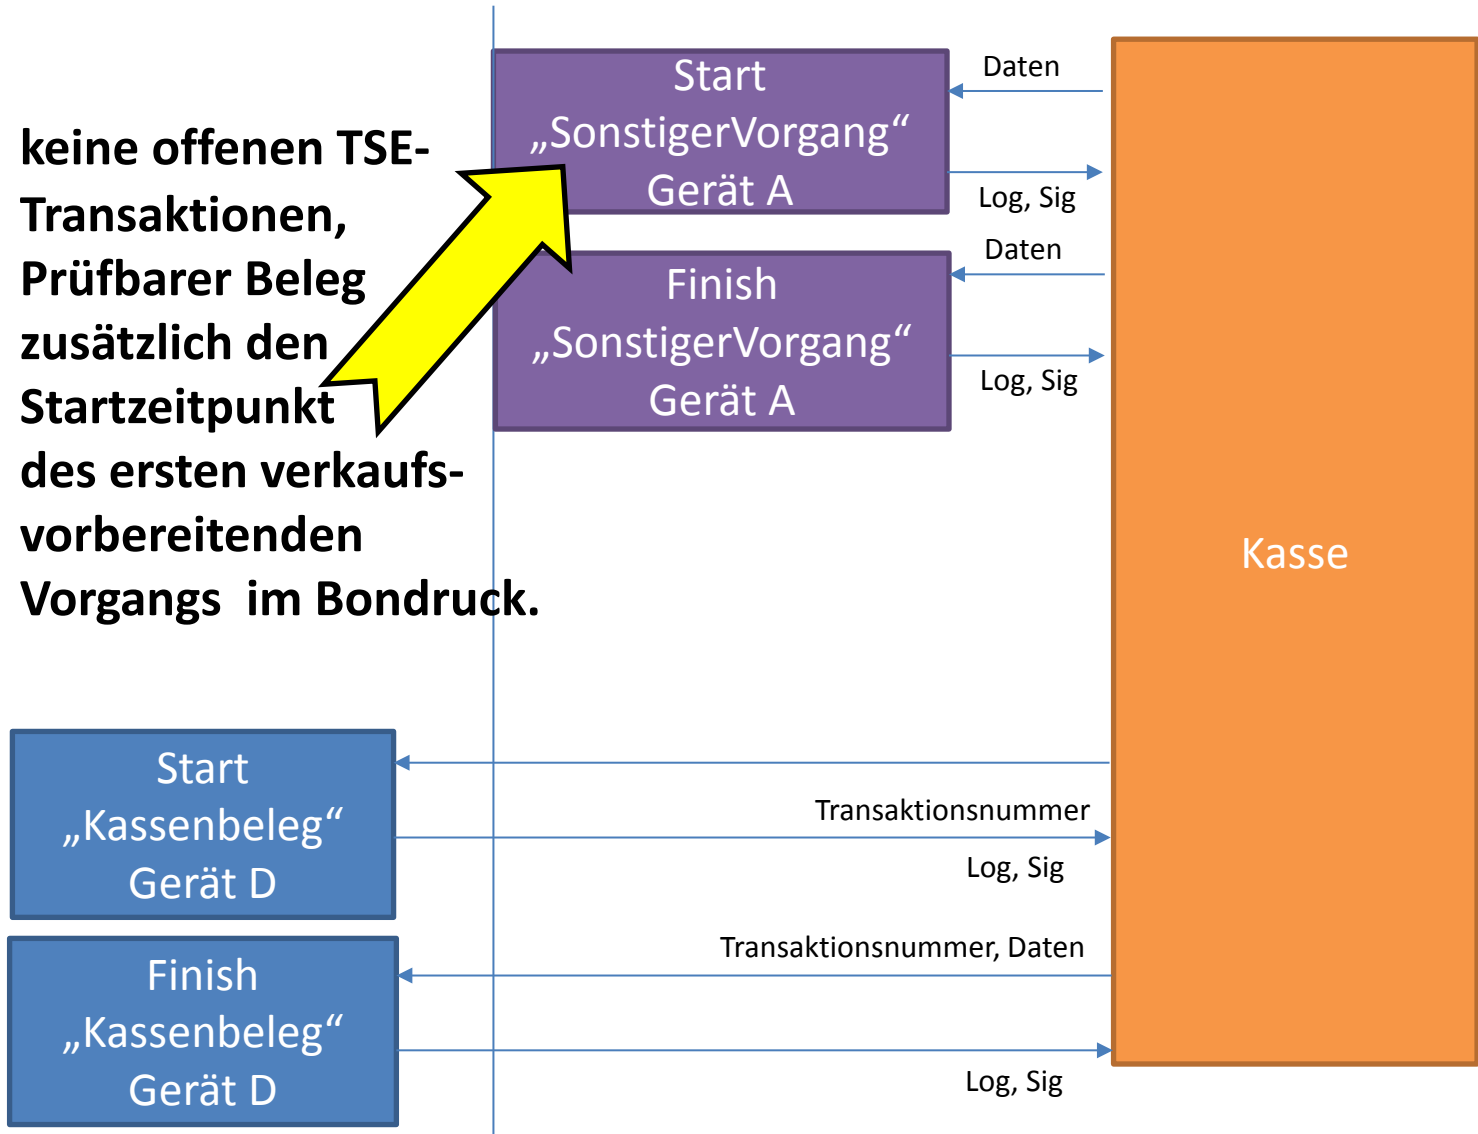 keine offenen TSE-
Transaktionen,
Prüfbarer Beleg
zusätzlich den
Startzeitpunkt
des ersten verkaufs-
vorbereitenden
Vorgangs  im Bondruck.
Start
„SonstigerVorgang“
Gerät A
Daten
Log, Sig
Finish
„SonstigerVorgang“
Gerät A
Daten
Log, Sig
Kasse
Start
„Kassenbeleg“
Gerät D
Transaktionsnummer
Log, Sig
Finish
„Kassenbeleg“
Gerät D
Transaktionsnummer, Daten
Log, Sig